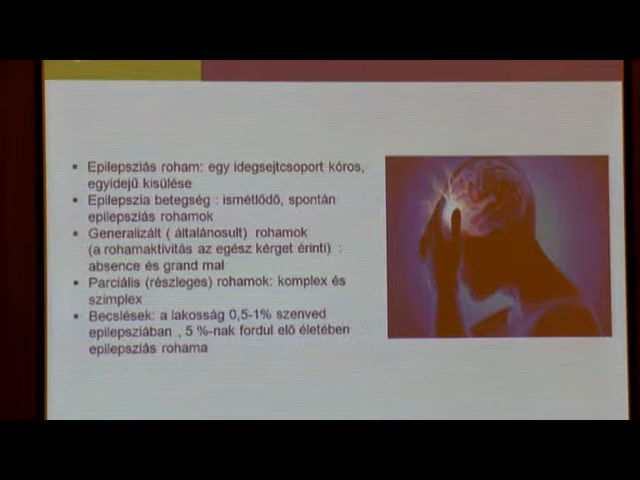 ▪ Epilepsziás roham: egy idegsejtcsoport kóros,
egyidejű kisülése
▪ Epilepszia betegség : ismétlődő, spontán
epilepsziás rohamok
▪ Generalizált ( általánosult) rohamok
(a rohamaktivitás az egész kérget érinti) :
absence és grand mal
▪ Parciális (részleges) rohamok: komplex és
szimplex
▪ Becslések: a lakosság 0,5-1% szenved
epilepsziában , 5 %-nak fordul elő életében
epilepsziás rohama